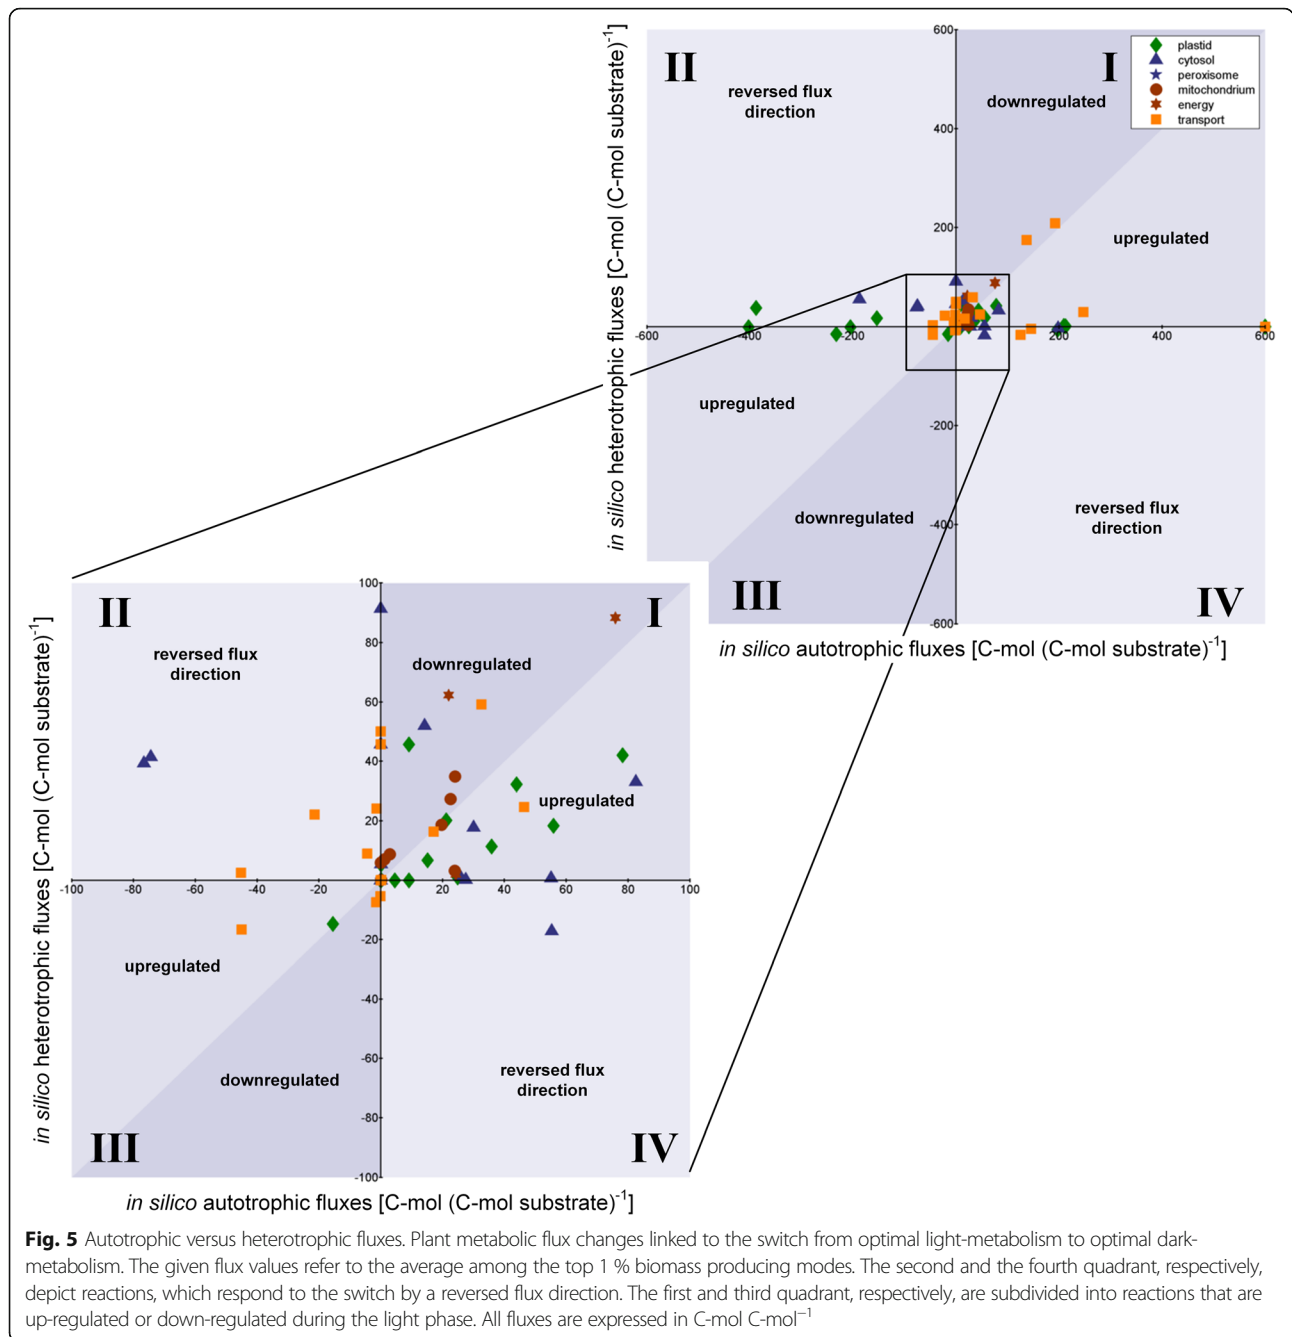 in silico heterotrophic fluxes [C-mol (C-mol substrate)-1]
600
400
200
-200
-400
-600
-600
-400
-200
200
400
600
II
I
III
IV
reversed flux
direction
downregulated
upregulated
upregulated
downregulated
reversed flux
direction
plastid
cytosol
peroxisome
mitochondrium
energy
transport
in silico autotrophic fluxes [C-mol (C-mol substrate)-1]
in silico heterotrophic fluxes [C-mol (C-mol substrate)-1]
100
80
60
40
20
-20
-40
-60
-80
-100
-100
-80
-60
-40
-20
20
40
60
80
100
II
I
III
IV
reversed flux
direction
downregulated
upregulated
upregulated
downregulated
reversed flux
direction
in silico autotrophic fluxes [C-mol (C-mol substrate)-1]
Fig. 5 Autotrophic versus heterotrophic fluxes. Plant metabolic flux changes linked to the switch from optimal light-metabolism to optimal dark-
metabolism. The given flux values refer to the average among the top 1 % biomass producing modes. The second and the fourth quadrant, respectively,
depict reactions, which respond to the switch by a reversed flux direction. The first and third quadrant, respectively, are subdivided into reactions that are
up-regulated or down-regulated during the light phase. All fluxes are expressed in C-mol C-mol−1